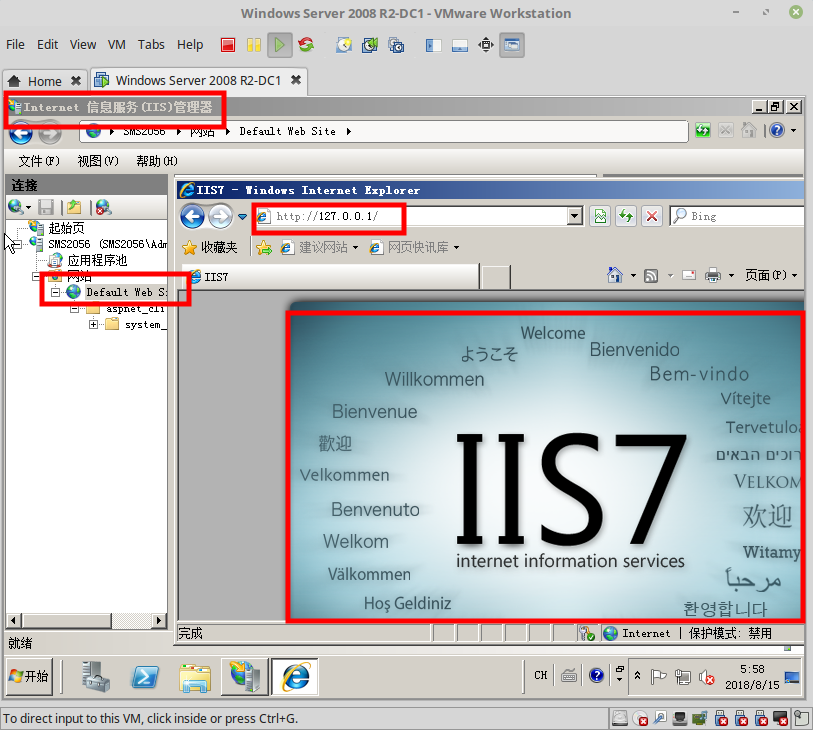 Windows Server 2008 R2-DC1 - VMware Workstation
File Edit View VM Tabs Help
Home Windows Server 2008 R2-DC1
Internet 信息服务(IIS)管理器
SMS2056 网站 Default Web Site
文件(F) 视图(V) 帮助(H)
连接
起始页
SMS2056 (SMS2056\Adm
应用程序池
网站
Default Web S
aspnet_cli
system_
就绪
IIS7 - Windows Internet Explorer
http://127.0.0.1/
Bing
收藏夹 建议网站 网页快讯库
IIS7
页面(P)
Welcome
ようこそ
Bienvenido
Willkommen
Bem-vindo
Vítejte
Bienvenue
Tervetuloa
歡迎
ברוכים הבאים
Velkommen
VELKOM
Benvenuto
欢迎
IIS7
internet information services
Welkom
Witamy
Välkommen
مرحباً
Hoş Geldiniz
환영합니다
完成
Internet | 保护模式: 禁用
开始
CH
5:58
2018/8/15
To direct input to this VM, click inside or press Ctrl+G.